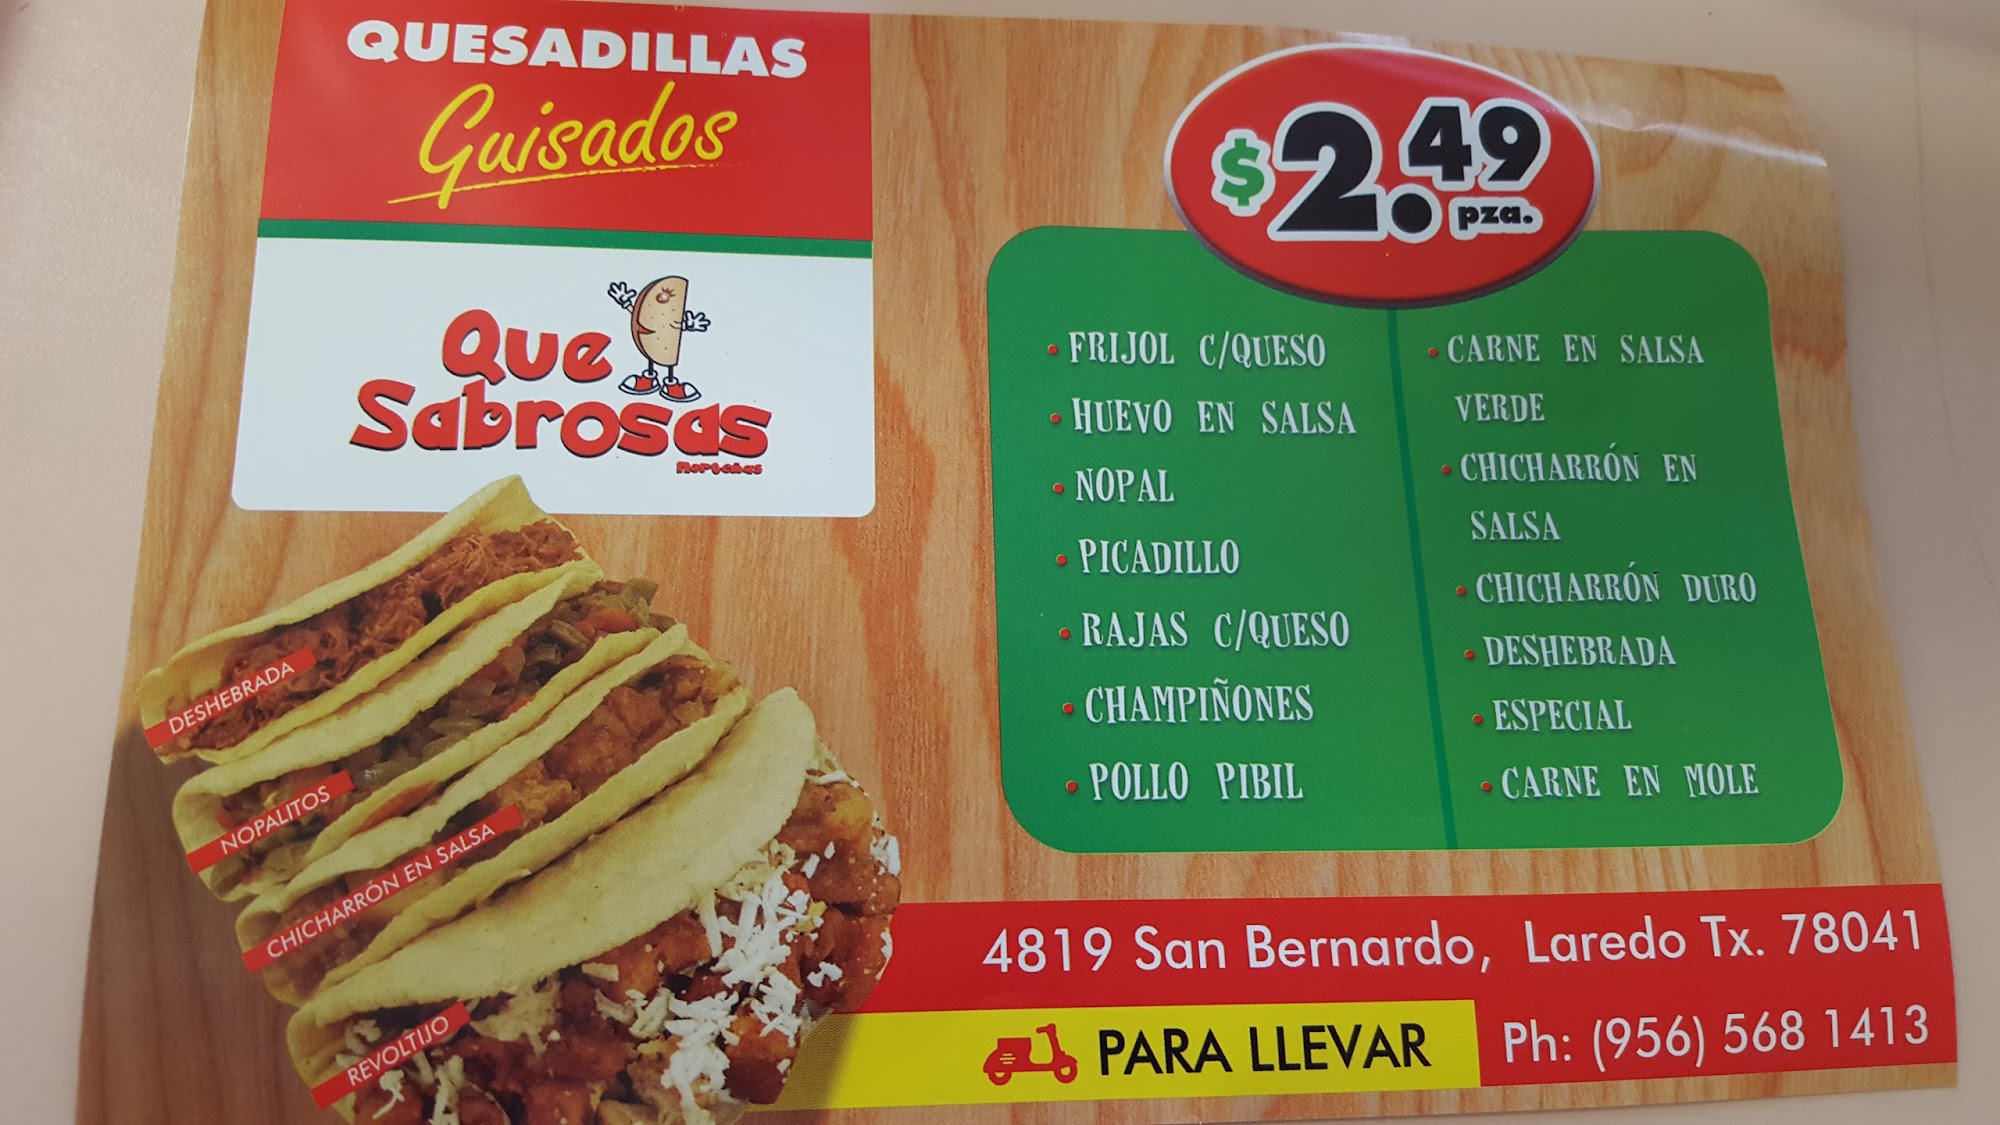 QUESADILLAS
Guisados
Que
Sabrosas
Norteñas
DESHEBRADA
NOPALITOS
CHICHARRÓN EN SALSA
REVOLTIJO
$2.49
pza.
• FRIJOL C/QUESO
• HUEVO EN SALSA
• NOPAL
• PICADILLO
• RAJAS C/QUESO
• CHAMPIÑONES
• POLLO PIBIL
• CARNE EN SALSA
VERDE
• CHICHARRÓN EN
SALSA
• CHICHARRÓN DURO
• DESHEBRADA
• ESPECIAL
• CARNE EN MOLE
4819 San Bernardo, Laredo Tx. 78041
PARA LLEVAR
Ph: (956) 568 1413